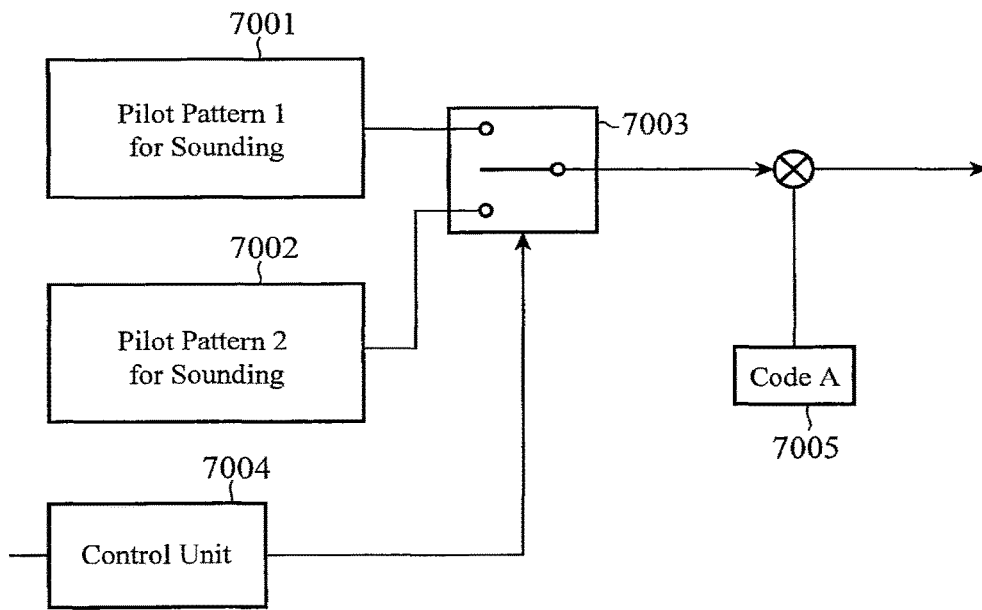 7001
Pilot Pattern 1
for Sounding
7003
7002
Pilot Pattern 2
for Sounding
Code A
7005
7004
Control Unit